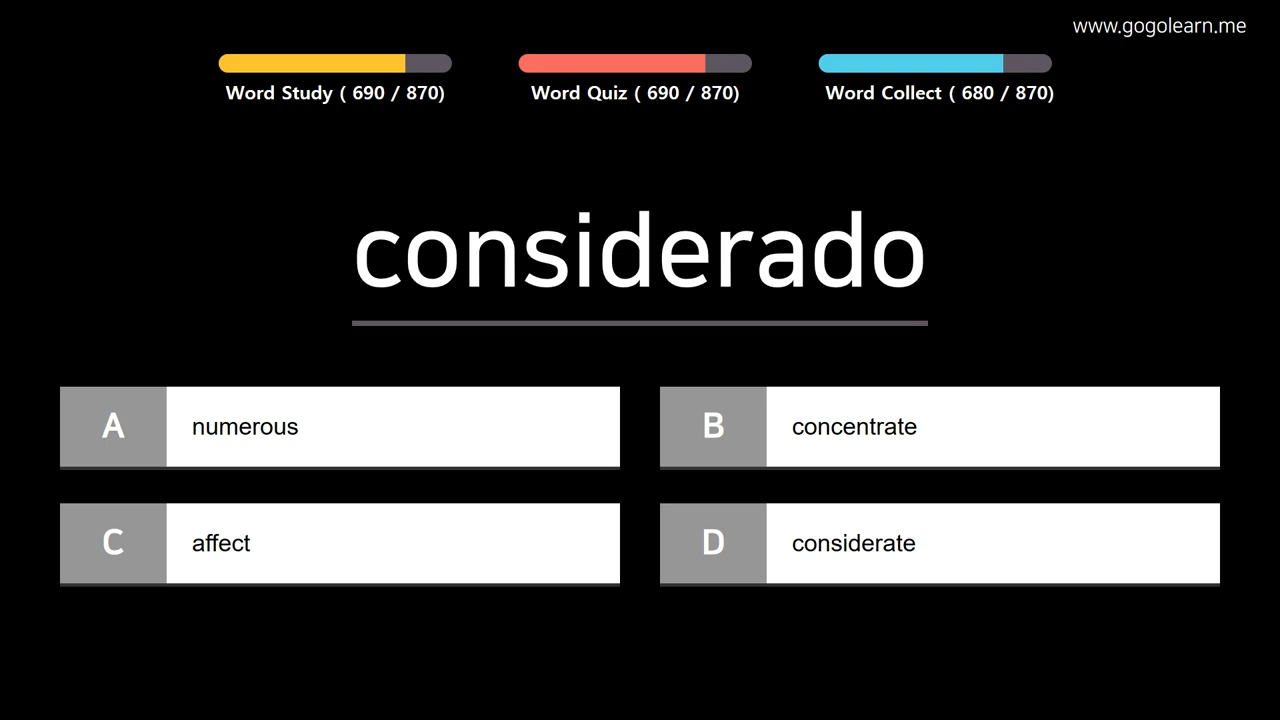 www.gogolearn.me
Word Study ( 690 / 870)
Word Quiz ( 690 / 870)
Word Collect ( 680 / 870)
considerado
A numerous
B concentrate
C affect
D considerate